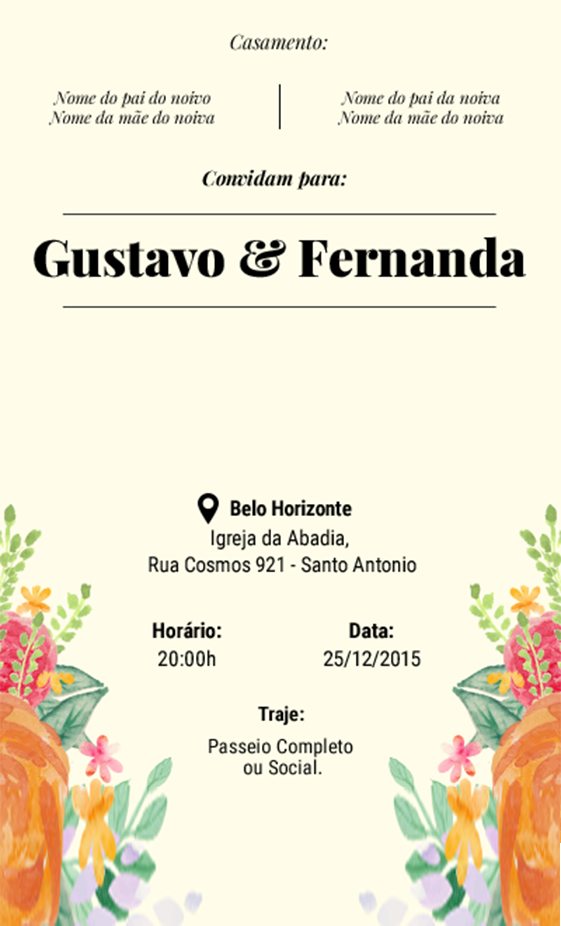 Casamento:
Nome do pai do noivo
Nome da mãe do noiva
Nome do pai da noiva
Nome da mãe do noiva
Convidam para:
Gustavo & Fernanda
Belo Horizonte
Igreja da Abadia,
Rua Cosmos 921 - Santo Antonio
Horário:
20:00h
Data:
25/12/2015
Traje:
Passeio Completo
ou Social.